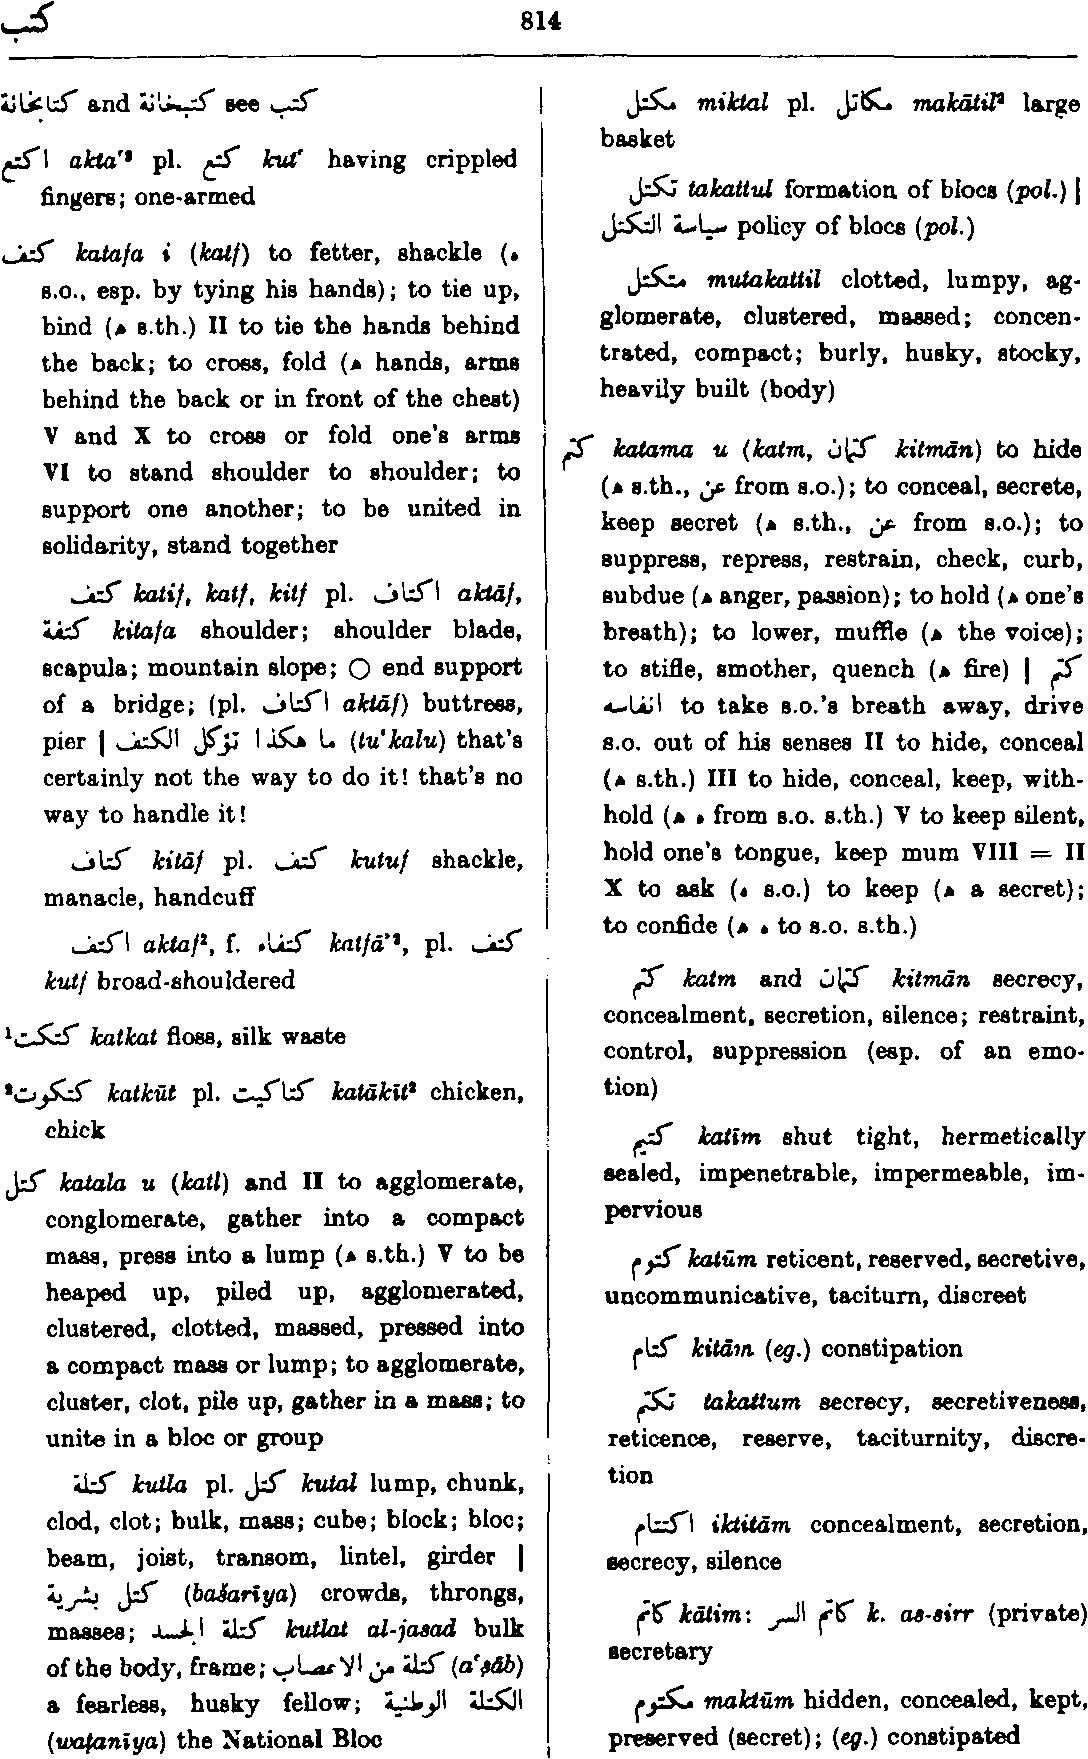 كتب
814
كتابخانة and كتبخانة see كتب
اكتع aktaʿ² pl. كتع kutʿ having crippled
fingers; one-armed
كتف katafa i (katf) to fetter, shackle (ه
s.o., esp. by tying his hands); to tie up,
bind (ﻫ s.th.) II to tie the hands behind
the back; to cross, fold (ﻫ hands, arms
behind the back or in front of the chest)
V and X to cross or fold one's arms
VI to stand shoulder to shoulder; to
support one another; to be united in
solidarity, stand together
كتف katif, katf, kitf pl. اكتاف aktāf,
كتفة kitafa shoulder; shoulder blade,
scapula; mountain slope; ○ end support
of a bridge; (pl. اكتاف aktāf) buttress,
pier | ما هكذا تؤكل الكتف (tu'kalu) that's
certainly not the way to do it! that's no
way to handle it!
كتاف kitāf pl. كتف kutuf shackle,
manacle, handcuff
اكتف aktaf², f. كتفاء katfā'², pl. كتف
kutf broad-shouldered
¹كتكت katkat floss, silk waste
²كتكوت katkūt pl. كتاكيت katākīt² chicken,
chick
كتل katala u (katl) and II to agglomerate,
conglomerate, gather into a compact
mass, press into a lump (ﻫ s.th.) V to be
heaped up, piled up, agglomerated,
clustered, clotted, massed, pressed into
a compact mass or lump; to agglomerate,
cluster, clot, pile up, gather in a mass; to
unite in a bloc or group
كتلة kutla pl. كتل kutal lump, chunk,
clod, clot; bulk, mass; cube; block; bloc;
beam, joist, transom, lintel, girder |
كتل بشرية (bašarīya) crowds, throngs,
masses; كتلة الجسد kutlat al-jasad bulk
of the body, frame; كتلة من الاعصاب (aʿṣāb)
a fearless, husky fellow; الكتلة الوطنية
(waṭanīya) the National Bloc
مكتل miktal pl. مكاتل makātil² large
basket
تكتل takattul formation of blocs (pol.) |
سياسة التكتل policy of blocs (pol.)
متكتل mutakattil clotted, lumpy, ag-
glomerate, clustered, massed; concen-
trated, compact; burly, husky, stocky,
heavily built (body)
كتم katama u (katm, كتمان kitmān) to hide
(ﻫ s.th., عن from s.o.); to conceal, secrete,
keep secret (ﻫ s.th., عن from s.o.); to
suppress, repress, restrain, check, curb,
subdue (ﻫ anger, passion); to hold (ﻫ one's
breath); to lower, muffle (ﻫ the voice);
to stifle, smother, quench (ﻫ fire) | كتم
انفاسه to take s.o.'s breath away, drive
s.o. out of his senses II to hide, conceal
(ﻫ s.th.) III to hide, conceal, keep, with-
hold (ﻫ ه from s.o. s.th.) V to keep silent,
hold one's tongue, keep mum VIII = II
X to ask (ه s.o.) to keep (ﻫ a secret);
to confide (ﻫ ه to s.o. s.th.)
كتم katm and كتمان kitmān secrecy,
concealment, secretion, silence; restraint,
control, suppression (esp. of an emo-
tion)
كتيم katīm shut tight, hermetically
sealed, impenetrable, impermeable, im-
pervious
كتوم katūm reticent, reserved, secretive,
uncommunicative, taciturn, discreet
كتام kitām (eg.) constipation
تكتم takattum secrecy, secretiveness,
reticence, reserve, taciturnity, discre-
tion
اكتتام iktitām concealment, secretion,
secrecy, silence
كاتم kātim: كاتم السر k. as-sirr (private)
secretary
مكتوم maktūm hidden, concealed, kept,
preserved (secret); (eg.) constipated